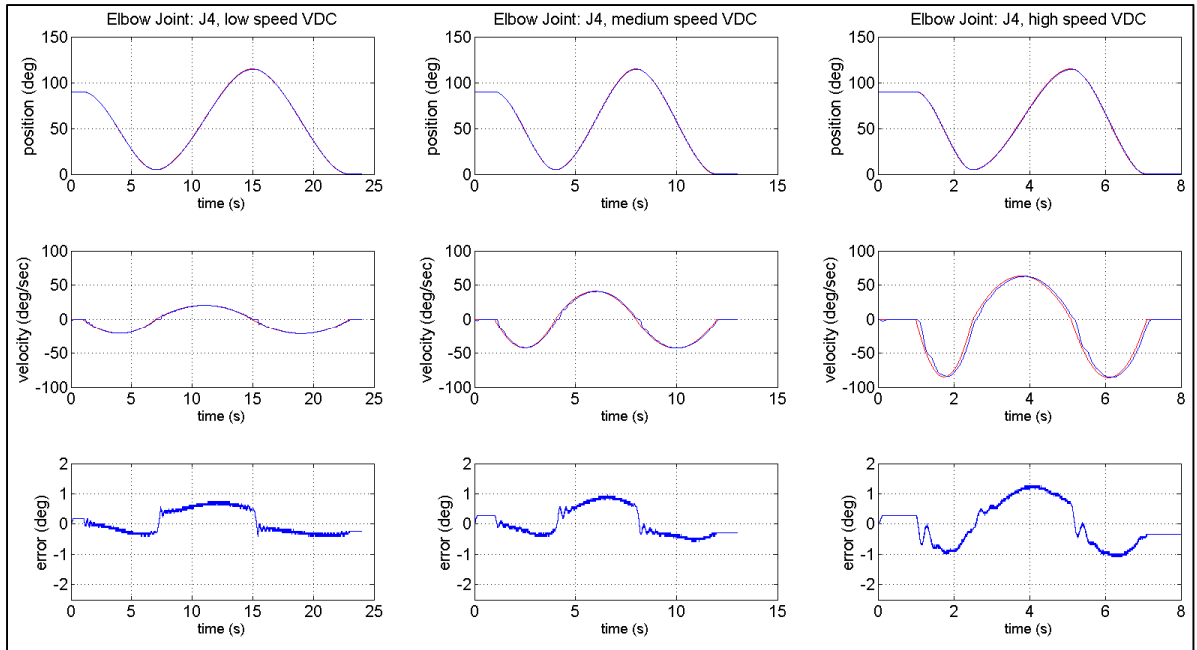 Elbow Joint: J4, low speed VDC
150
100
50
0
position (deg)
0 5 10 15 20 25
time (s)
Elbow Joint: J4, medium speed VDC
150
100
50
0
position (deg)
0 5 10 15
time (s)
Elbow Joint: J4, high speed VDC
150
100
50
0
position (deg)
0 2 4 6 8
time (s)
100
50
0
-50
-100
velocity (deg/sec)
0 5 10 15 20 25
time (s)
100
50
0
-50
-100
velocity (deg/sec)
0 5 10 15
time (s)
100
50
0
-50
-100
velocity (deg/sec)
0 2 4 6 8
time (s)
2
1
0
-1
-2
error (deg)
0 5 10 15 20 25
time (s)
2
1
0
-1
-2
error (deg)
0 5 10 15
time (s)
2
1
0
-1
-2
error (deg)
0 2 4 6 8
time (s)